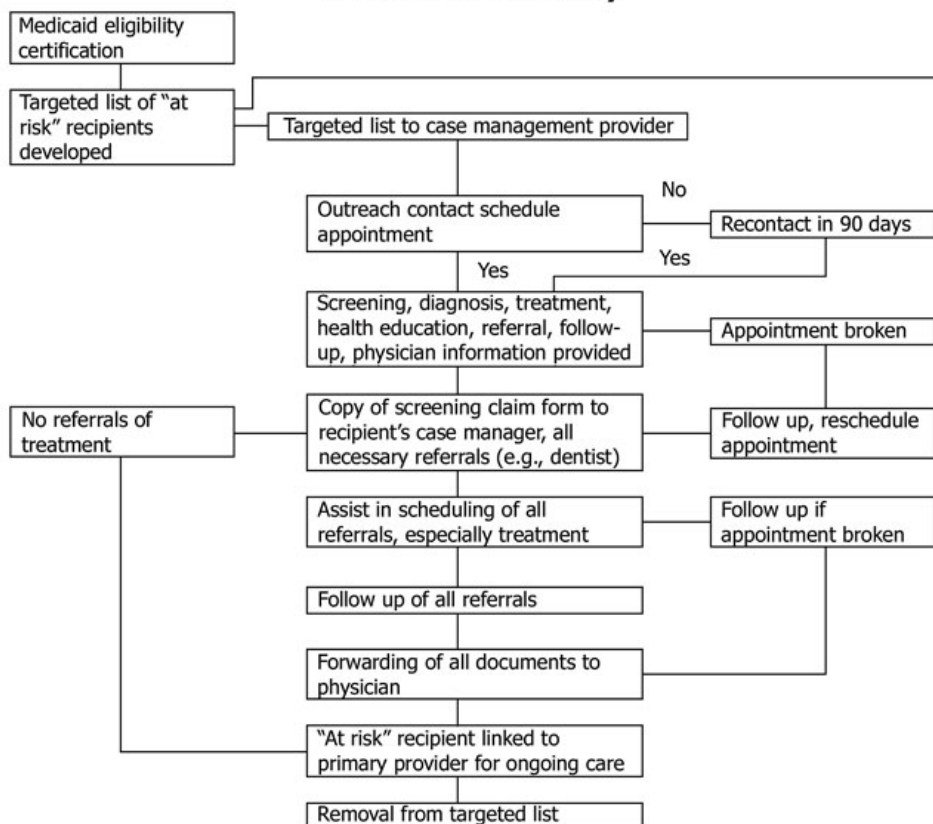 Medicaid eligibility
certification
Targeted list of “at
risk” recipients
developed
Targeted list to case management provider
No
Outreach contact schedule
appointment
Recontact in 90 days
Yes
Yes
Screening, diagnosis, treatment,
health education, referral, follow-
up, physician information provided
Appointment broken
No referrals of
treatment
Copy of screening claim form to
recipient’s case manager, all
necessary referrals (e.g., dentist)
Follow up, reschedule
appointment
Assist in scheduling of all
referrals, especially treatment
Follow up if
appointment broken
Follow up of all referrals
Forwarding of all documents to
physician
“At risk” recipient linked to
primary provider for ongoing care
Removal from targeted list